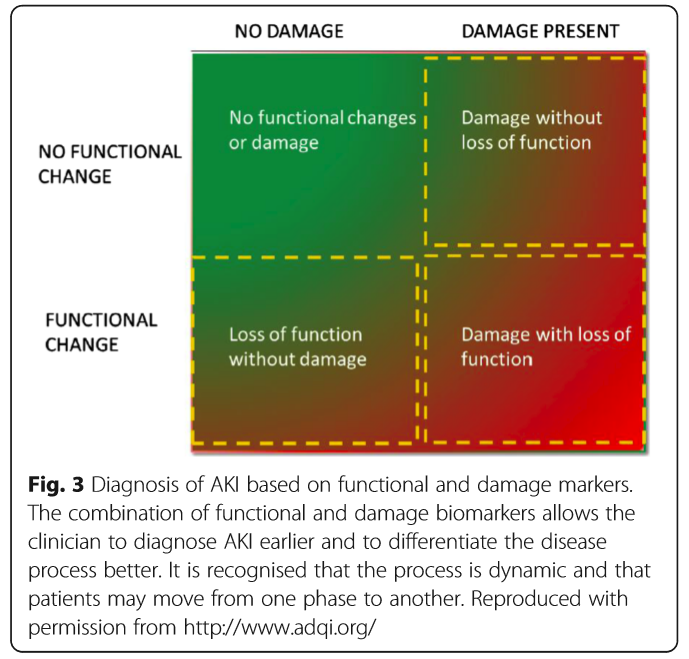 NO DAMAGE
DAMAGE PRESENT
NO FUNCTIONAL
CHANGE
No functional changes
or damage
Damage without
loss of function
FUNCTIONAL
CHANGE
Loss of function
without damage
Damage with loss of
function
Fig. 3 Diagnosis of AKI based on functional and damage markers.
The combination of functional and damage biomarkers allows the
clinician to diagnose AKI earlier and to differentiate the disease
process better. It is recognised that the process is dynamic and that
patients may move from one phase to another. Reproduced with
permission from http://www.adqi.org/